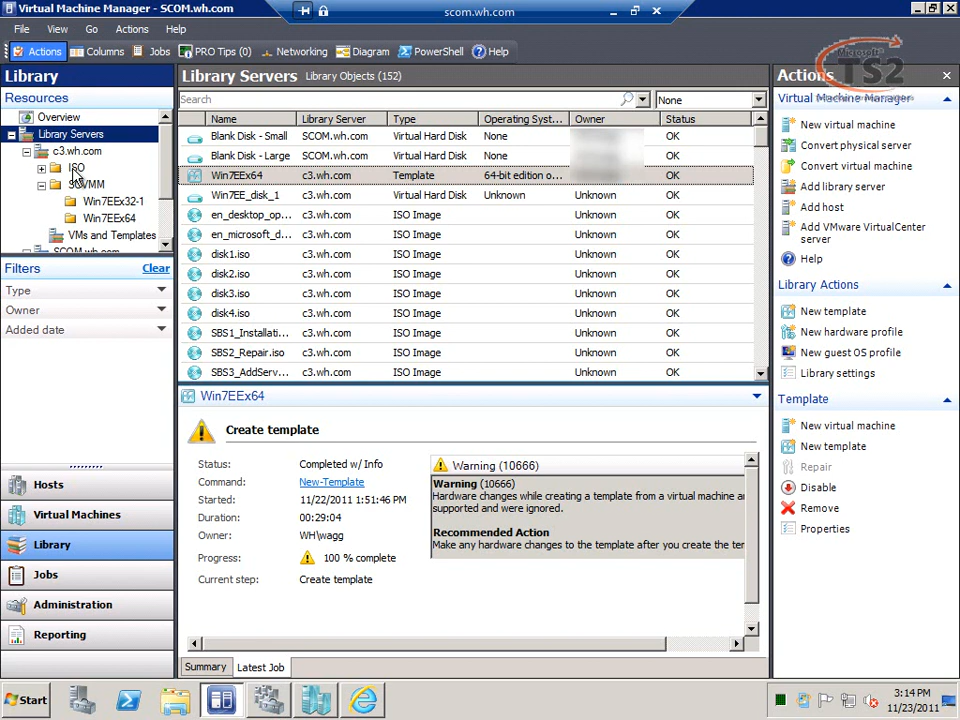 Virtual Machine Manager - SCOM.wh.com
scom.wh.com
File View Go Actions Help
Actions Columns Jobs PRO Tips (0) Networking Diagram PowerShell Help
Library
Resources
Overview
Library Servers
c3.wh.com
ISO
SCVMM
Win7EEx32-1
Win7EEx64
VMs and Templates
SCOM.wh.com
Filters Clear
Type
Owner
Added date
Hosts
Virtual Machines
Library
Jobs
Administration
Reporting
Library Servers Library Objects (152)
Search None
Name Library Server Type Operating Syst... Owner Status
Blank Disk - Small SCOM.wh.com Virtual Hard Disk None OK
Blank Disk - Large SCOM.wh.com Virtual Hard Disk None OK
Win7EEx64 c3.wh.com Template 64-bit edition o... OK
Win7EE_disk_1 c3.wh.com Virtual Hard Disk Unknown Unknown OK
en_desktop_op... c3.wh.com ISO Image Unknown OK
en_microsoft_d... c3.wh.com ISO Image Unknown OK
disk1.iso c3.wh.com ISO Image Unknown OK
disk2.iso c3.wh.com ISO Image Unknown OK
disk3.iso c3.wh.com ISO Image Unknown OK
disk4.iso c3.wh.com ISO Image Unknown OK
SBS1_Installati... c3.wh.com ISO Image Unknown OK
SBS2_Repair.iso c3.wh.com ISO Image Unknown OK
SBS3_AddServ... c3.wh.com ISO Image Unknown OK
Win7EEx64
Create template
Status: Completed w/ Info
Command: New-Template
Started: 11/22/2011 1:51:46 PM
Duration: 00:29:04
Owner: WH\wagg
Progress: 100 % complete
Current step: Create template
Warning (10666)
Warning (10666)
Hardware changes while creating a template from a virtual machine ar
supported and were ignored.
Recommended Action
Make any hardware changes to the template after you create the ter
Summary Latest Job
Actions
Microsoft
TS2
Virtual Machine Manager
New virtual machine
Convert physical server
Convert virtual machine
Add library server
Add host
Add VMware VirtualCenter
server
Help
Library Actions
New template
New hardware profile
New guest OS profile
Library settings
Template
New virtual machine
New template
Repair
Disable
Remove
Properties
Start
3:14 PM
11/23/2011